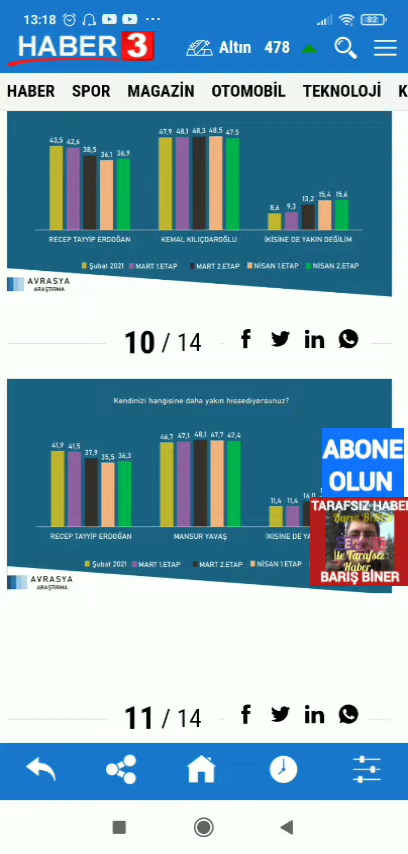 13:18 82
HABER 3 Altın 478
HABER SPOR MAGAZİN OTOMOBİL TEKNOLOJİ K
43,5 42,6 38,5 36,1 36,9 47,9 48,1 48,3 48,5 47,5 8,6 9,3 13,2 15,4 15,6
RECEP TAYYİP ERDOĞAN KEMAL KILIÇDAROĞLU İKİSİNE DE YAKIN DEĞİLİM
Şubat 2021 MART 1.ETAP MART 2.ETAP NİSAN 1.ETAP NİSAN 2.ETAP
AVRASYA
ARAŞTIRMA
10 / 14
Kendinizi hangisine daha yakın hissediyorsunuz?
41,9 41,5 37,9 35,5 36,3 46,7 47,1 48,1 47,7 47,4 11,4 11,4 14,0
RECEP TAYYİP ERDOĞAN MANSUR YAVAŞ İKİSİNE DE YA
Şubat 2021 MART 1.ETAP MART 2.ETAP NİSAN 1.ETAP
AVRASYA
ARAŞTIRMA
ABONE
OLUN
TARAFSIZ HABER
Barış Biner
İle Tarafsız
Haber
BARIŞ BİNER
11 / 14